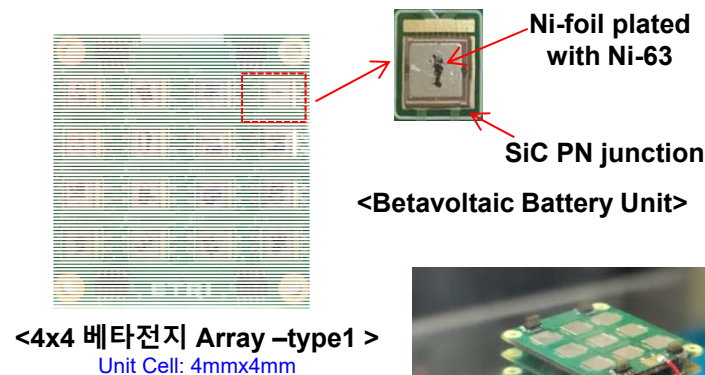 Ni-foil plated
with Ni-63
SiC PN junction
<Betavoltaic Battery Unit>
ETRI
<4x4 베타전지 Array –type1 >
Unit Cell: 4mmx4mm